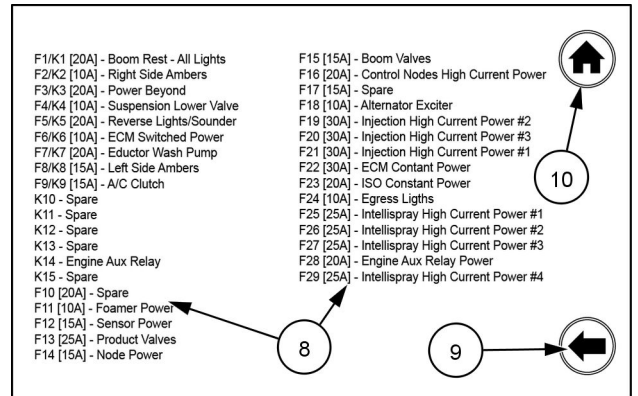 F1/K1 [20A] - Boom Rest - All Lights
F2/K2 [10A] - Right Side Ambers
F3/K3 [20A] - Power Beyond
F4/K4 [10A] - Suspension Lower Valve
F5/K5 [20A] - Reverse Lights/Sounder
F6/K6 [10A] - ECM Switched Power
F7/K7 [20A] - Eductor Wash Pump
F8/K8 [15A] - Left Side Ambers
F9/K9 [15A] - A/C Clutch
K10 - Spare
K11 - Spare
K12 - Spare
K13 - Spare
K14 - Engine Aux Relay
K15 - Spare
F10 [20A] - Spare
F11 [10A] - Foamer Power
F12 [15A] - Sensor Power
F13 [25A] - Product Valves
F14 [15A] - Node Power
F15 [15A] - Boom Valves
F16 [20A] - Control Nodes High Current Power
F17 [15A] - Spare
F18 [10A] - Alternator Exciter
F19 [30A] - Injection High Current Power #2
F20 [30A] - Injection High Current Power #3
F21 [30A] - Injection High Current Power #1
F22 [30A] - ECM Contant Power
F23 [20A] - ISO Constant Power
F24 [10A] - Egress Ligths
F25 [25A] - Intellispray High Current Power #1
F26 [25A] - Intellispray High Current Power #2
F27 [25A] - Intellispray High Current Power #3
F28 [20A] - Engine Aux Relay Power
F29 [25A] - Intellispray High Current Power #4
10
8
9